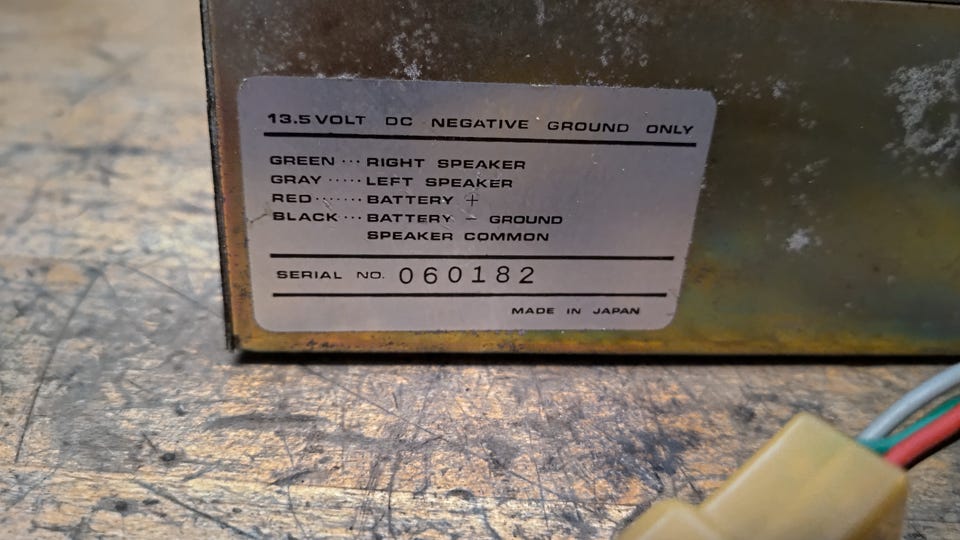 13.5 VOLT DC NEGATIVE GROUND ONLY
GREEN ··· RIGHT SPEAKER
GRAY ····· LEFT SPEAKER
RED ······· BATTERY +
BLACK ··· BATTERY - GROUND
SPEAKER COMMON
SERIAL NO. 060182
MADE IN JAPAN